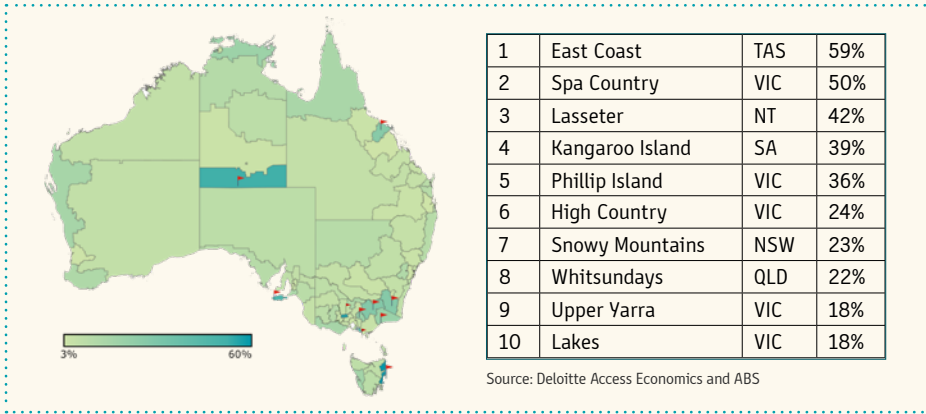 1 East Coast TAS 59%
2 Spa Country VIC 50%
3 Lasseter NT 42%
4 Kangaroo Island SA 39%
5 Phillip Island VIC 36%
6 High Country VIC 24%
7 Snowy Mountains NSW 23%
8 Whitsundays QLD 22%
9 Upper Yarra VIC 18%
10 Lakes VIC 18%
3% 60%
Source: Deloitte Access Economics and ABS